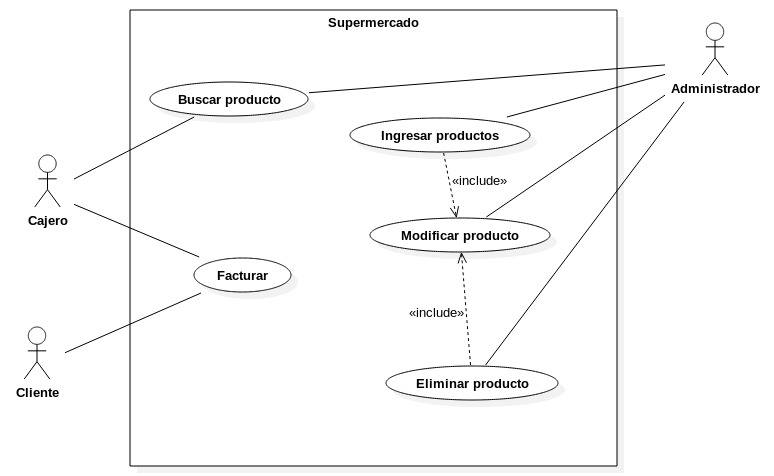 Supermercado
Administrador
Buscar producto
Ingresar productos
«include»
Cajero
Modificar producto
Facturar
«include»
Eliminar producto
Cliente